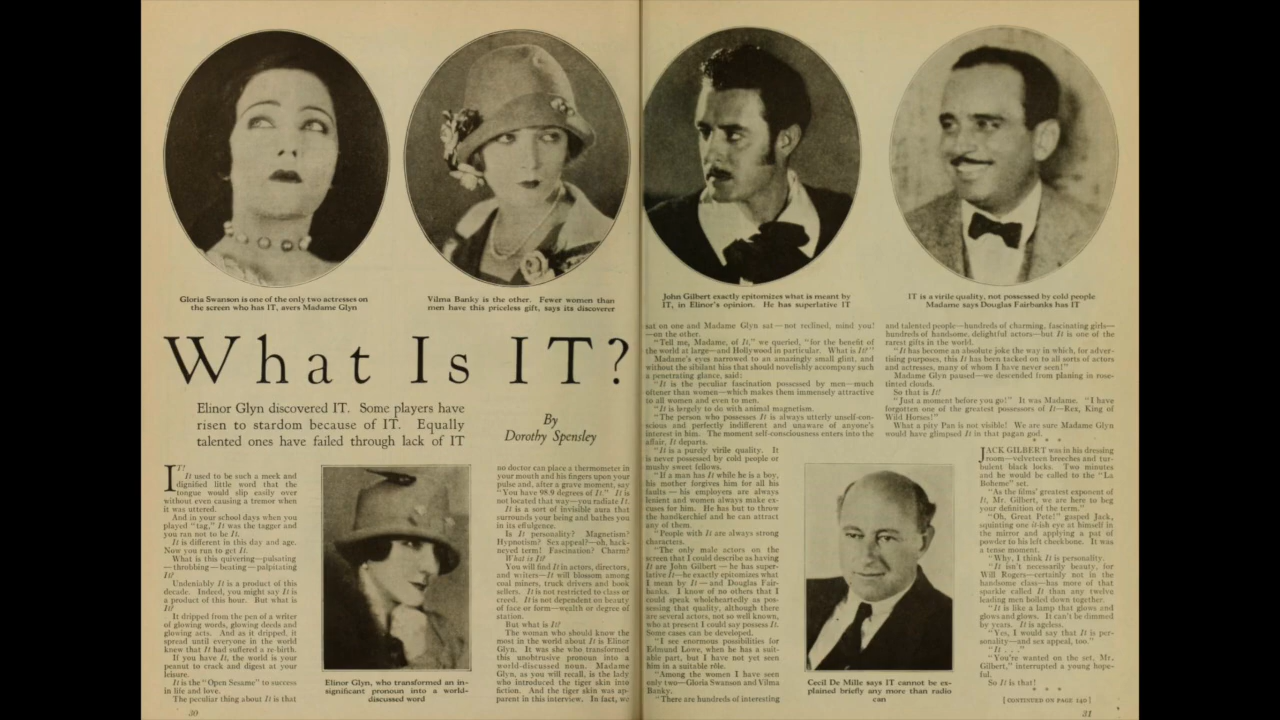 Gloria Swanson is one of the only two actresses on
the screen who has IT, avers Madame Glyn
Vilma Banky is the other. Fewer women than
men have this priceless gift, says its discoverer
What Is IT?
Elinor Glyn discovered IT. Some players have
risen to stardom because of IT. Equally
talented ones have failed through lack of IT
By
Dorothy Spensley
IT?
It used to be such a meek and
dignified little word that the
tongue would slip easily over
without even causing a tremor when
it was uttered.
And in your school days when you
played "tag," It was the tagger and
you ran not to be It.
It is different in this day and age.
Now you run to get It.
What is this quivering—pulsating
—throbbing—beating—palpitating
It?
Undeniably It is a product of this
decade. Indeed, you might say It is
a product of this hour. But what is
It?
It dripped from the pen of a writer
of glowing words, glowing deeds and
glowing acts. And as it dripped, it
spread until everyone in the world
knew that It had suffered a re-birth.
If you have It, the world is your
peanut to crack and digest at your
leisure.
It is the "Open Sesame" to success
in life and love.
The peculiar thing about It is that
Elinor Glyn, who transformed an in-
significant pronoun into a world-
discussed word
no doctor can place a thermometer in
your mouth and his fingers upon your
pulse and, after a grave moment, say
"You have 98.9 degrees of It." It is
not located that way—you radiate It.
It is a sort of invisible aura that
surrounds your being and bathes you
in its effulgence.
Is It personality? Magnetism?
Hypnotism? Sex appeal?—oh, hack-
neyed term! Fascination? Charm?
What is It?
You will find It in actors, directors,
and writers—It will blossom among
coal miners, truck drivers and book
sellers. It is not restricted to class or
creed. It is not dependent on beauty
of face or form—wealth or degree of
station.
But what is It?
The woman who should know the
most in the world about It is Elinor
Glyn. It was she who transformed
this unobtrusive pronoun into a
world-discussed noun. Madame
Glyn, as you will recall, is the lady
who introduced the tiger skin into
fiction. And the tiger skin was ap-
parent in this interview. In fact, we
30
John Gilbert exactly epitomizes what is meant by
IT, in Elinor's opinion. He has superlative IT
IT is a virile quality, not possessed by cold people
Madame says Douglas Fairbanks has IT
sat on one and Madame Glyn sat—not reclined, mind you!
—on the other.
"Tell me, Madame, of It," we queried, "for the benefit of
the world at large—and Hollywood in particular. What is It?"
Madame's eyes narrowed to an amazingly small glint, and
without the sibilant hiss that should novelishly accompany such
a penetrating glance, said:
"It is the peculiar fascination possessed by men—much
oftener than women—which makes them immensely attractive
to all women and even to men.
"It is largely to do with animal magnetism.
"The person who possesses It is always utterly unself-con-
scious and perfectly indifferent and unaware of anyone's
interest in him. The moment self-consciousness enters into the
affair, It departs.
"It is a purely virile quality. It
is never possessed by cold people or
mushy sweet fellows.
"If a man has It while he is a boy,
his mother forgives him for all his
faults—his employers are always
lenient and women always make ex-
cuses for him. He has but to throw
the handkerchief and he can attract
any of them.
"People with It are always strong
characters.
"The only male actors on the
screen that I could describe as having
It are John Gilbert—he has super-
lative It—he exactly epitomizes what
I mean by It—and Douglas Fair-
banks. I know of no others that I
could speak wholeheartedly as pos-
sessing that quality, although there
are several actors, not so well known,
who at present I could say possess It.
Some cases can be developed.
"I see enormous possibilities for
Edmund Lowe, when he has a suit-
able part, but I have not yet seen
him in a suitable rôle.
"Among the women I have seen
only two—Gloria Swanson and Vilma
Banky.
"There are hundreds of interesting
and talented people—hundreds of charming, fascinating girls—
hundreds of handsome, delightful actors—but It is one of the
rarest gifts in the world.
"It has become an absolute joke the way in which, for adver-
tising purposes, this It has been tacked on to all sorts of actors
and actresses, many of whom I have never seen!"
Madame Glyn paused—we descended from planing in rose-
tinted clouds.
So that is It!
"Just a moment before you go!" It was Madame. "I have
forgotten one of the greatest possessors of It—Rex, King of
Wild Horses!"
What a pity Pan is not visible! We are sure Madame Glyn
would have glimpsed It in that pagan god.
* * *
Cecil De Mille says IT cannot be ex-
plained briefly any more than radio
can
JACK GILBERT was in his dressing
room—velveteen breeches and tur-
bulent black locks. Two minutes
and he would be called to the "La
Boheme" set.
"As the films' greatest exponent of
It, Mr. Gilbert, we are here to beg
your definition of the term."
"Oh, Great Pete!" gasped Jack,
squinting one it-ish eye at himself in
the mirror and applying a pat of
powder to his left cheekbone. It was
a tense moment.
"Why, I think It is personality.
"It isn't necessarily beauty, for
Will Rogers—certainly not in the
handsome class—has more of that
sparkle called It than any twelve
leading men boiled down together.
"It is like a lamp that glows and
glows and glows. It can't be dimmed
by years. It is ageless.
"Yes, I would say that It is per-
sonality—and sex appeal, too."
"It . . ."
"You're wanted on the set, Mr.
Gilbert," interrupted a young hope-
ful.
So It is that!
* * *
[ CONTINUED ON PAGE 140 ]
31